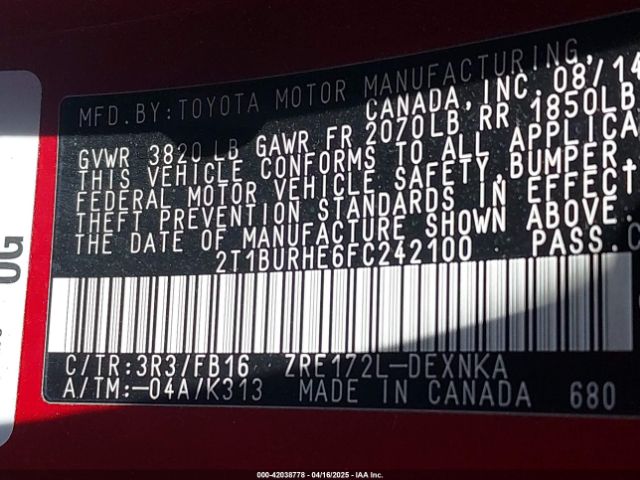 MFD. BY: TOYOTA MOTOR MANUFACTURING,
CANADA, INC. 08/14
GVWR 3820 LB GAWR FR 2070LB RR 1850LB
THIS VEHICLE CONFORMS TO ALL
FEDERAL MOTOR VEHICLE SAFETY, BUMPER,
THEFT PREVENTION STANDARDS IN EFFECT
THE DATE OF MANUFACTURE SHOWN ABOVE.
2T1BURHE6FC242100 PASS.
C/TR:3R3/FB16 ZRE172L-DEXNKA
A/TM:-04A/K313 MADE IN CANADA 680
OG
000-42038778 - 04/16/2025 - IAA Inc.